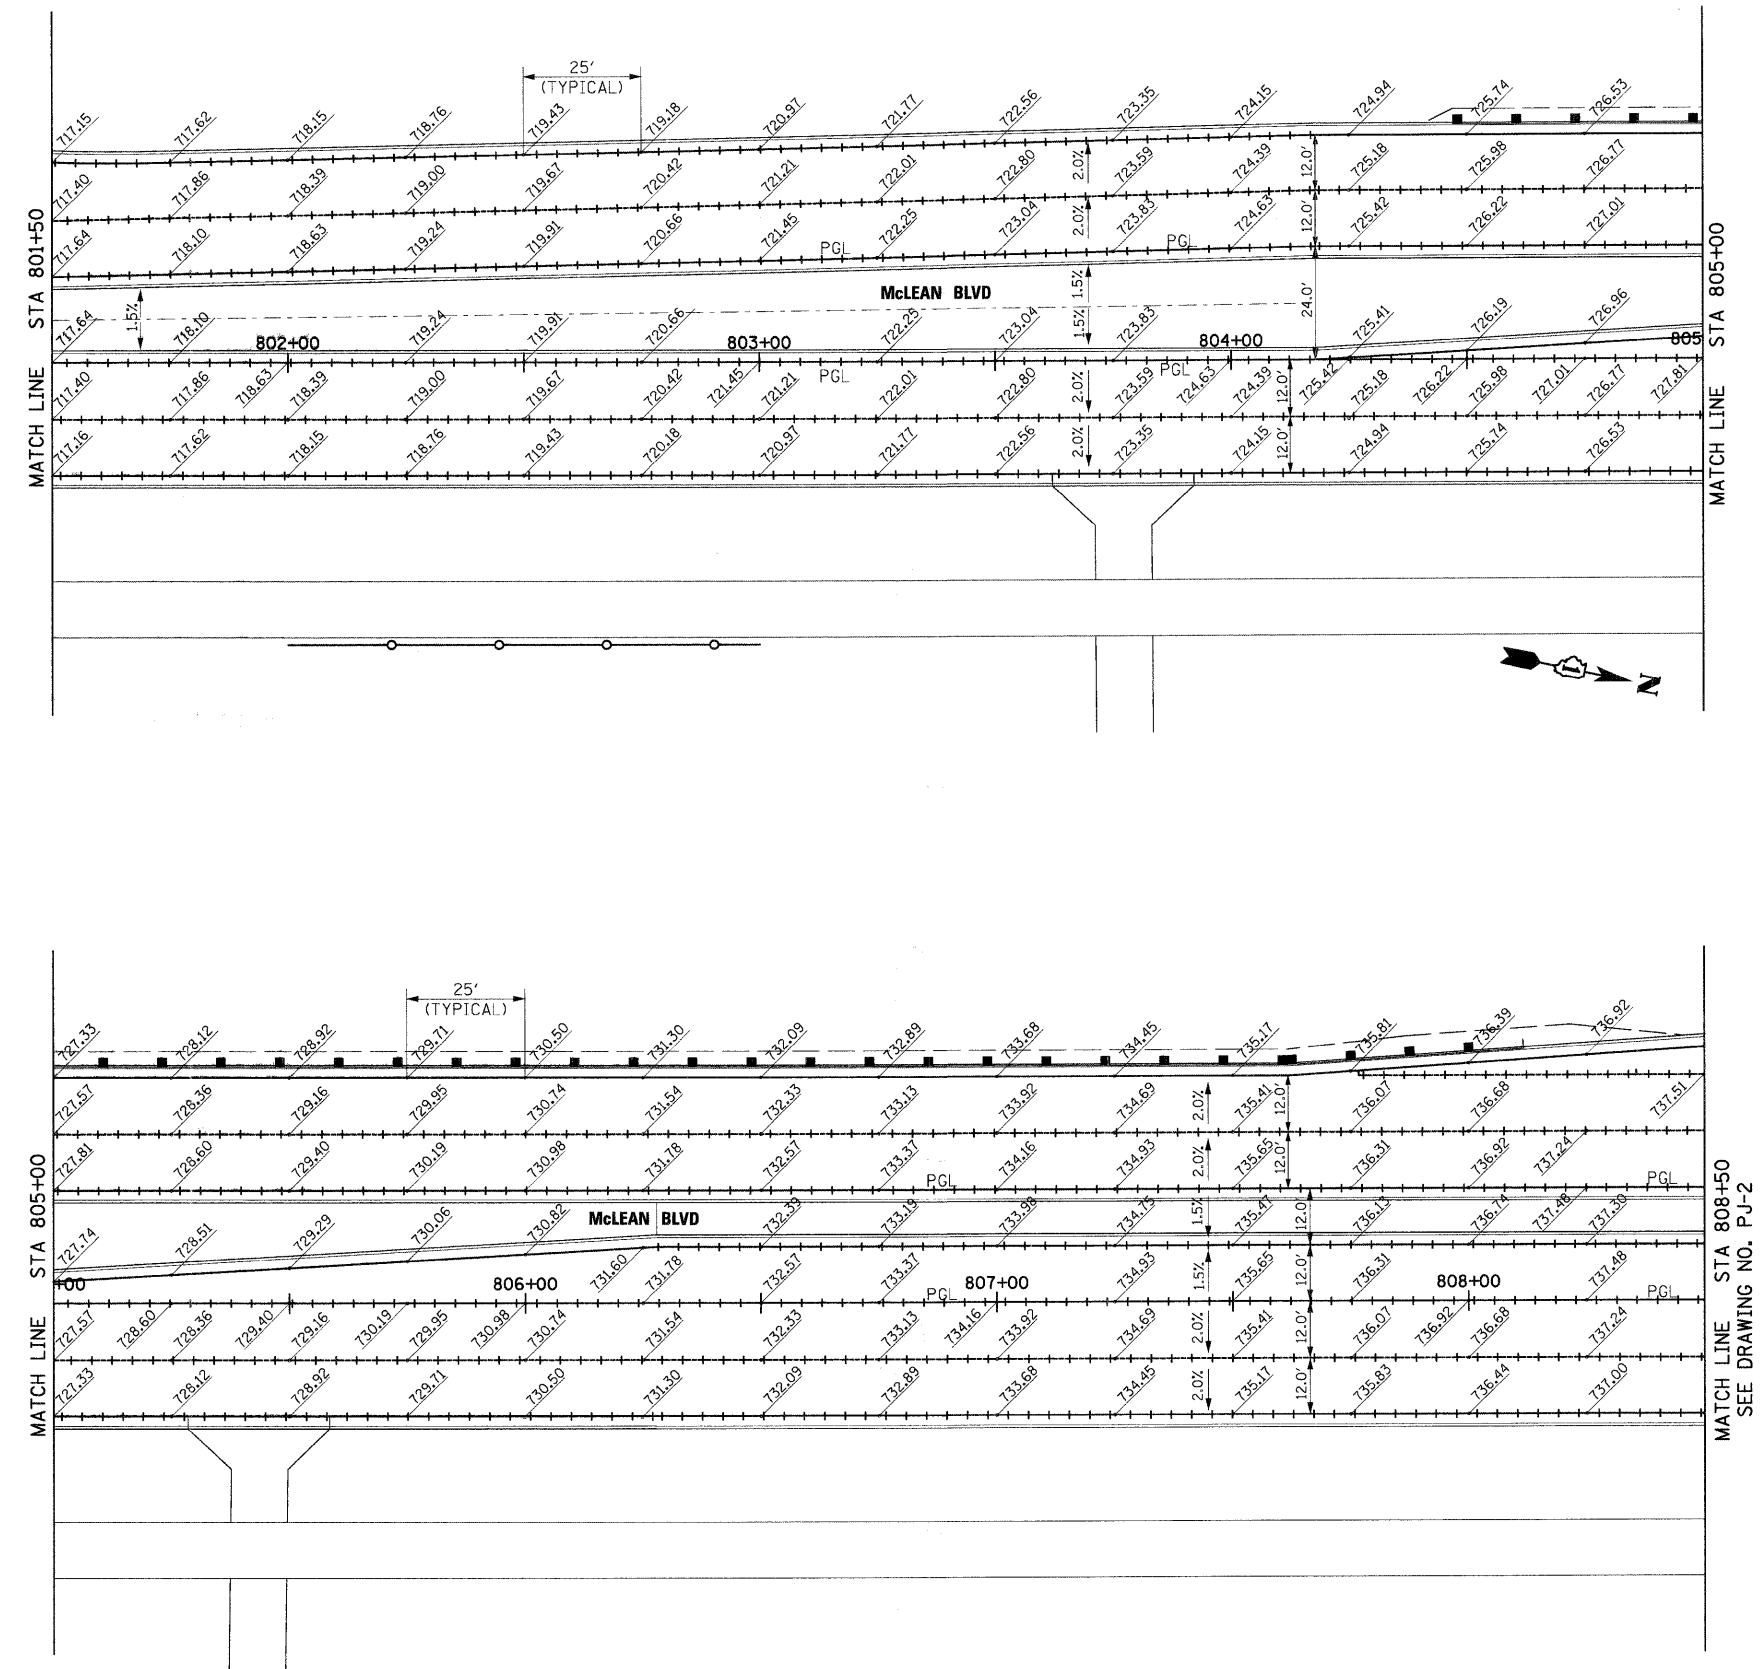 25'
(TYPICAL)
717.15 717.62 718.15 718.76 719.43 719.18 720.97 721.77 722.56 723.35 724.15 724.94 725.74 726.53
717.40 717.86 718.39 719.00 719.67 720.42 721.21 722.01 722.80 2.0% 723.59 724.39 12.0' 725.18 725.98 726.77
717.64 718.10 718.63 719.24 719.91 720.66 721.45 PGL 722.25 723.04 2.0% 723.83 PGL 724.63 12.0' 725.42 726.22 727.01
McLEAN BLVD
1.5% 1.5% 1.5% 24.0'
717.64 718.10 719.24 719.91 720.66 722.25 723.04 723.83 725.41 726.19 726.96
802+00 803+00 804+00 805
PGL PGL
717.40 717.86 718.63 718.39 719.00 719.67 720.42 721.45 721.21 722.01 722.80 2.0% 723.59 724.63 724.39 12.0' 725.42 725.18 726.22 725.98 727.01 726.77 727.81
717.16 717.62 718.15 718.76 719.43 720.18 720.97 721.77 722.56 2.0% 723.35 724.15 12.0' 724.94 725.74 726.53
MATCH LINE STA 801+50
MATCH LINE STA 805+00
1 N
25'
(TYPICAL)
727.33 728.12 728.92 729.71 730.50 731.30 732.09 732.89 733.68 734.45 735.17 735.81 736.39 736.92
727.57 728.36 729.16 729.95 730.74 731.54 732.33 733.13 733.92 734.69 2.0% 735.41 12.0' 736.07 736.68 737.51
727.81 728.60 729.40 730.19 730.98 731.78 732.57 733.37 PGL 734.16 734.93 2.0% 735.65 12.0' 736.31 736.92 737.24 PGL
McLEAN BLVD
727.74 728.51 729.29 730.06 730.82 732.39 733.19 733.98 734.75 1.5% 735.47 12.0' 736.13 736.74 737.48 737.30
731.60 731.78 732.57 733.37 734.93 1.5% 735.65 12.0' 736.31 737.48
+00 806+00 PGL 807+00 808+00 PGL
727.57 728.60 728.36 729.40 729.16 730.19 729.95 730.98 730.74 731.54 732.33 733.13 734.16 733.92 734.69 2.0% 735.41 12.0' 736.07 736.92 736.68 737.24
727.33 728.12 728.92 729.71 730.50 731.30 732.09 732.89 733.68 734.45 2.0% 735.17 12.0' 735.83 736.44 737.00
MATCH LINE STA 805+00
MATCH LINE STA 808+50
SEE DRAWING NO. PJ-2